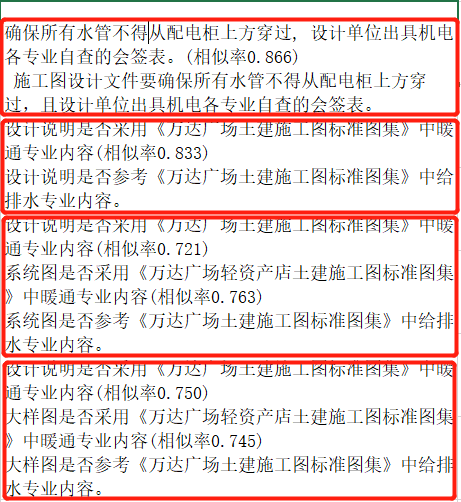 确保所有水管不得从配电柜上方穿过, 设计单位出具机电
各专业自查的会签表。(相似率0.866)
施工图设计文件要确保所有水管不得从配电柜上方穿
过，且设计单位出具机电各专业自查的会签表。
设计说明是否采用《万达广场土建施工图标准图集》中暖
通专业内容(相似率0.833)
设计说明是否参考《万达广场土建施工图标准图集》中给
排水专业内容。
设计说明是否采用《万达广场土建施工图标准图集》中暖
通专业内容(相似率0.721)
系统图是否采用《万达广场轻资产店土建施工图标准图集
》中暖通专业内容(相似率0.763)
系统图是否参考《万达广场土建施工图标准图集》中给排
水专业内容。
设计说明是否采用《万达广场土建施工图标准图集》中暖
通专业内容(相似率0.750)
大样图是否采用《万达广场轻资产店土建施工图标准图集
》中暖通专业内容(相似率0.745)
大样图是否参考《万达广场土建施工图标准图集》中给排
水专业内容。